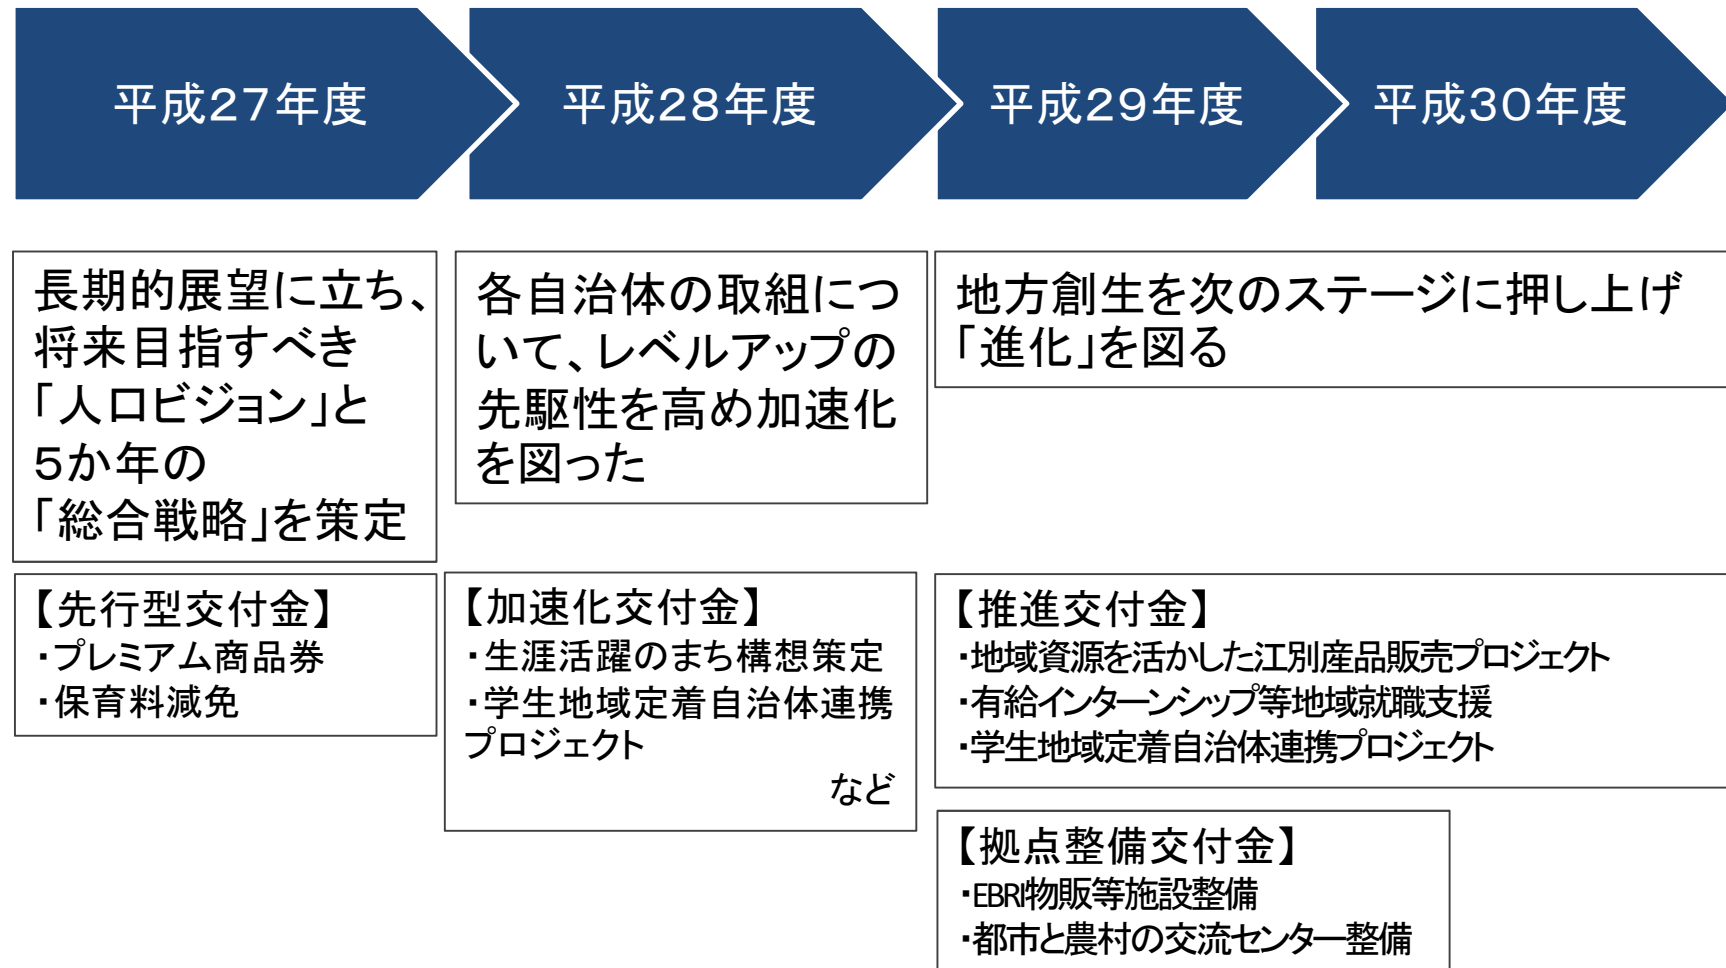 平成27年度
平成28年度
平成29年度
平成30年度
長期的展望に立ち、
将来目指すべき
「人口ビジョン」と
5か年の
「総合戦略」を策定
各自治体の取組につ
いて、レベルアップの
先駆性を高め加速化
を図った
地方創生を次のステージに押し上げ
「進化」を図る
【先行型交付金】
・プレミアム商品券
・保育料減免
【加速化交付金】
・生涯活躍のまち構想策定
・学生地域定着自治体連携
プロジェクト
など
【推進交付金】
・地域資源を活かした江別産品販売プロジェクト
・有給インターンシップ等地域就職支援
・学生地域定着自治体連携プロジェクト
【拠点整備交付金】
・EBRI物販等施設整備
・都市と農村の交流センター整備